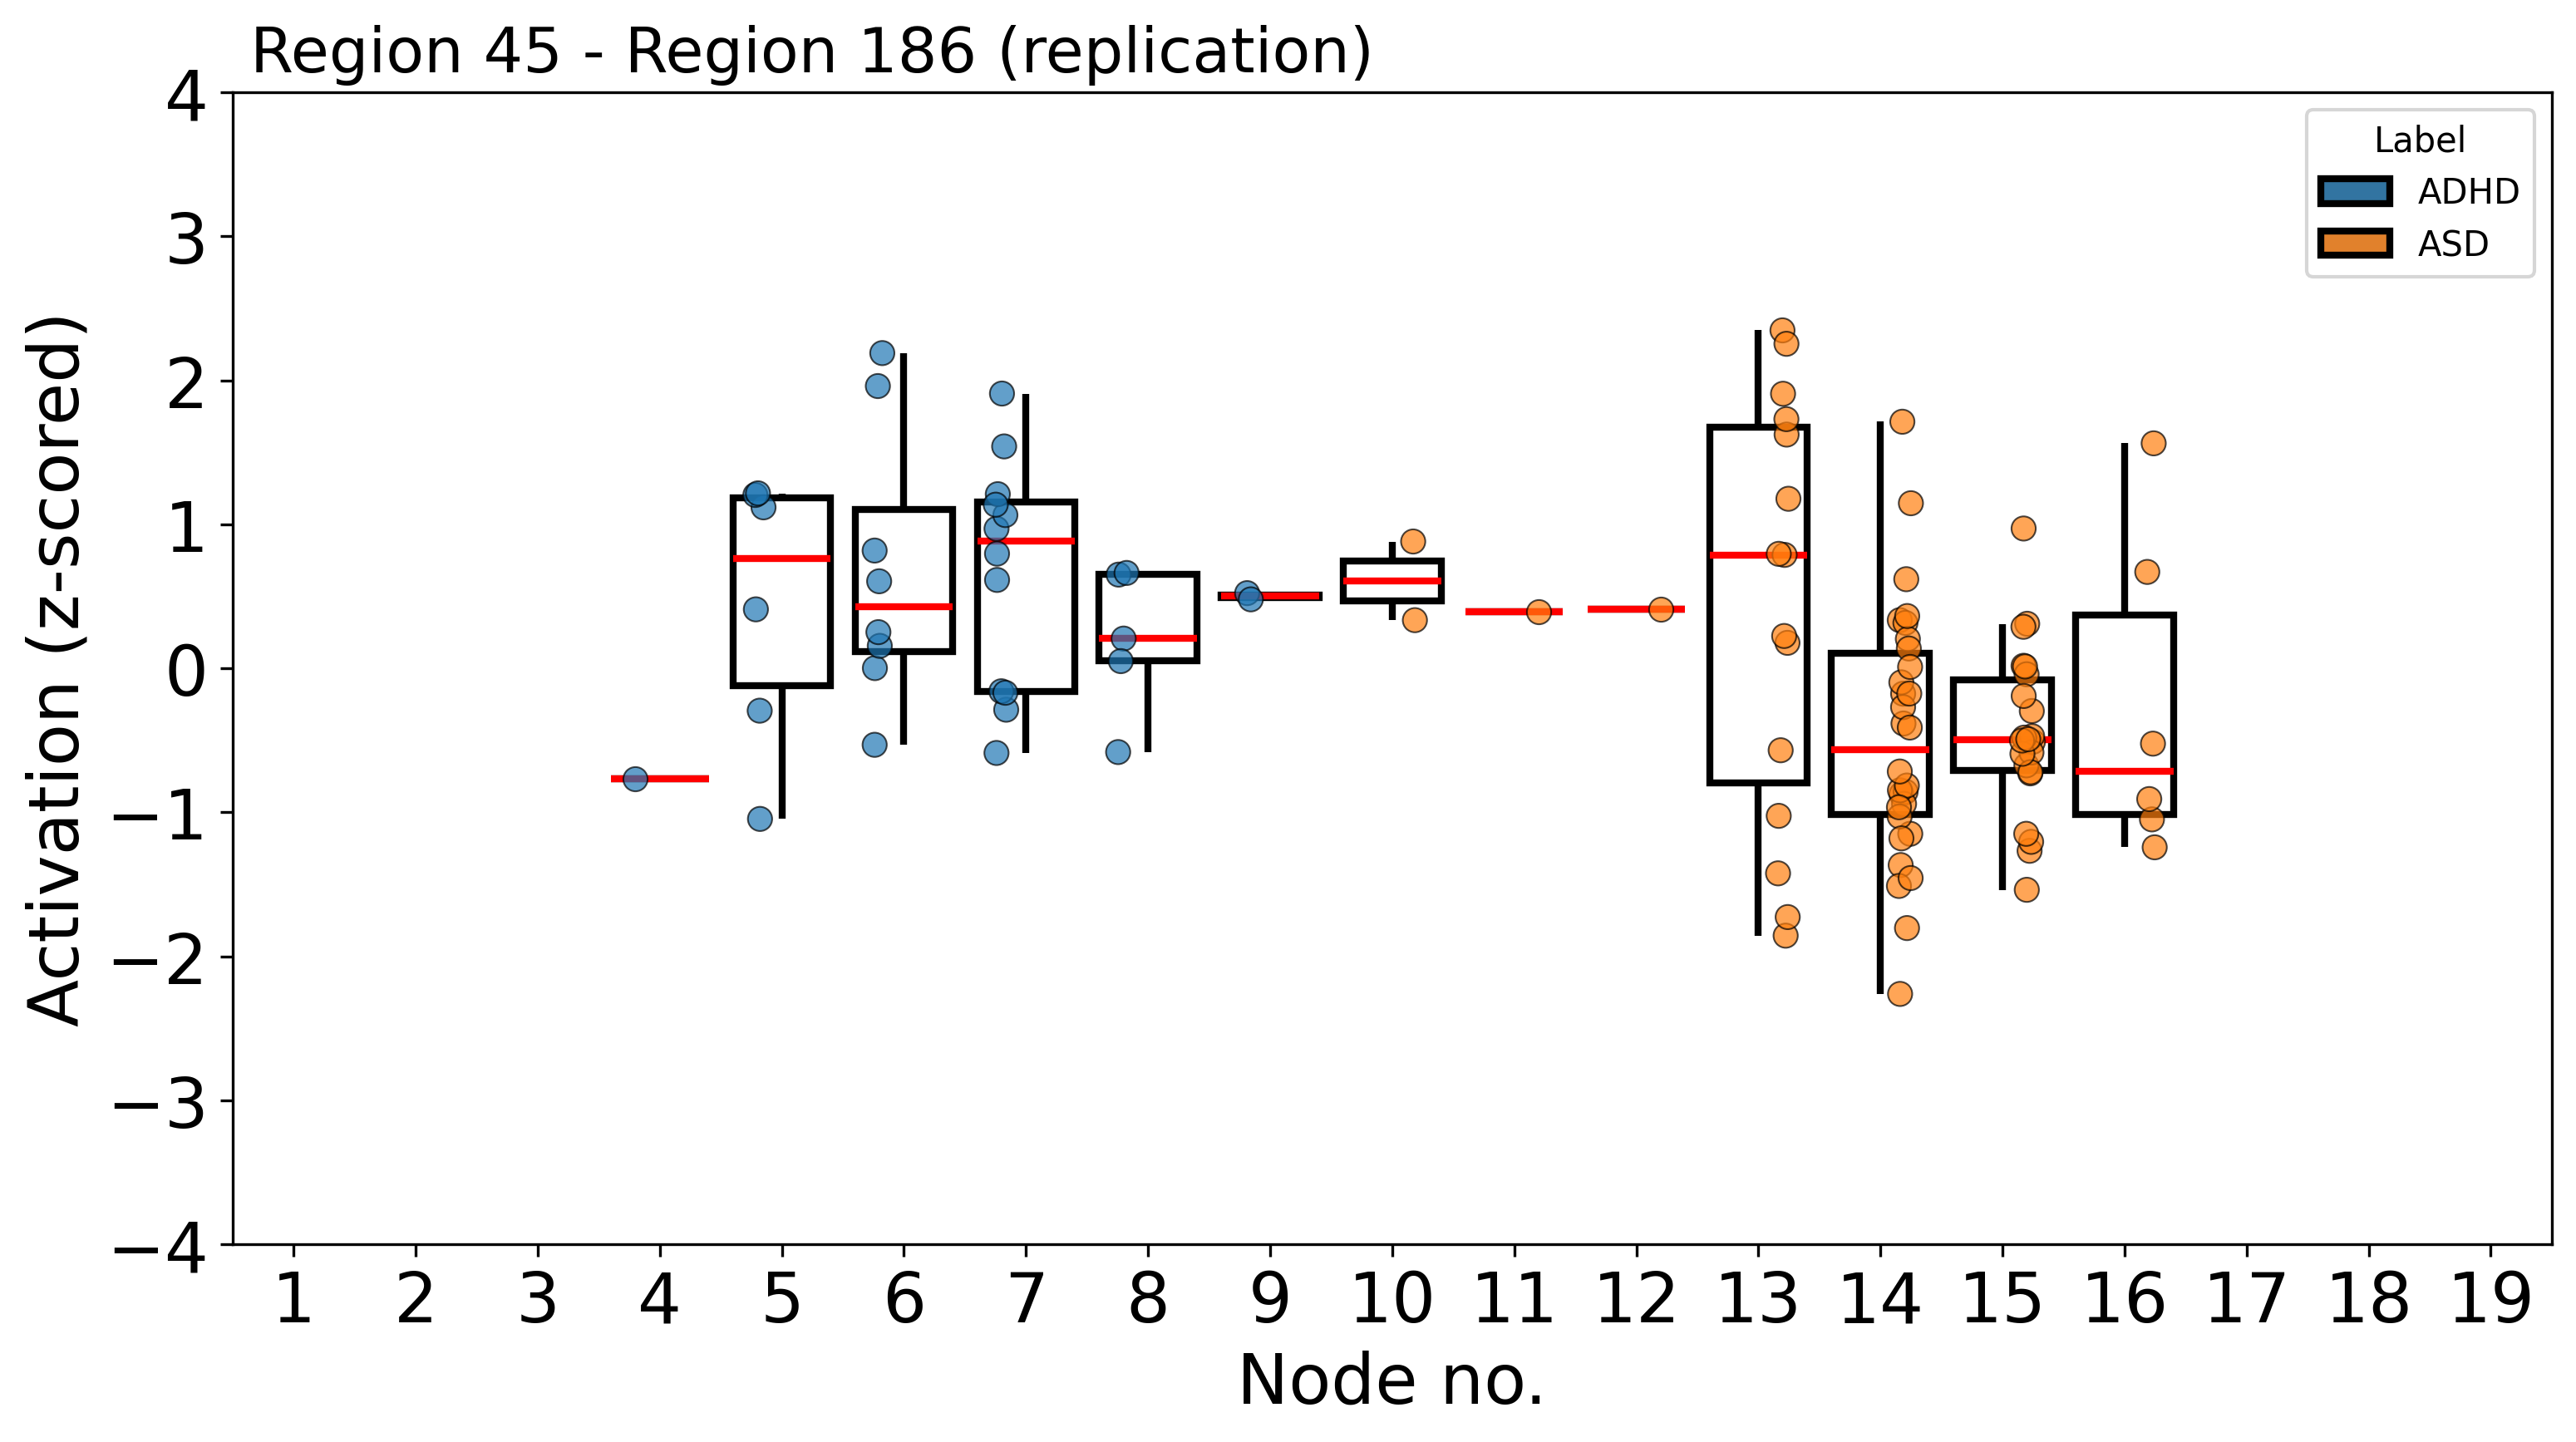 Region 45 - Region 186 (replication)
4
3
2
1
0
−1
−2
−3
−4
Activation (z-scored)
Label
ADHD
ASD
1 2 3 4 5 6 7 8 9 10 11 12 13 14 15 16 17 18 19
Node no.